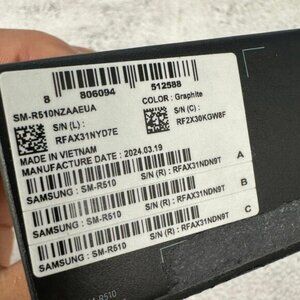 8 806094 512588
SM-R510NZAAEUA
COLOR : Graphite
S/N (L) :
S/N (C) :
RFAX31NYD7E
RF2X30KGW8F
MADE IN VIETNAM
MANUFACTURE DATE : 2024.03.19
SAMSUNG : SM-R510 S/N (R) : RFAX31NDN9T A
SAMSUNG : SM-R510 S/N (R) : RFAX31NDN9T B
SAMSUNG : SM-R510 S/N (R) : RFAX31NDN9T C